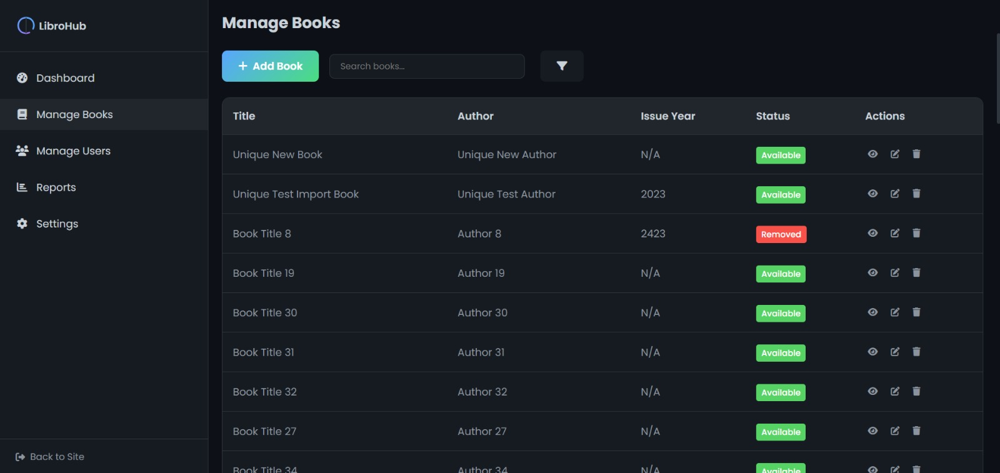 LibroHub
Dashboard
Manage Books
Manage Users
Reports
Settings
Back to Site
Manage Books
+ Add Book
Search books...
Title Author Issue Year Status Actions
Unique New Book Unique New Author N/A Available
Unique Test Import Book Unique Test Author 2023 Available
Book Title 8 Author 8 2423 Removed
Book Title 19 Author 19 N/A Available
Book Title 30 Author 30 N/A Available
Book Title 31 Author 31 N/A Available
Book Title 32 Author 32 N/A Available
Book Title 27 Author 27 N/A Available
Book Title 34 Author 34 N/A Available